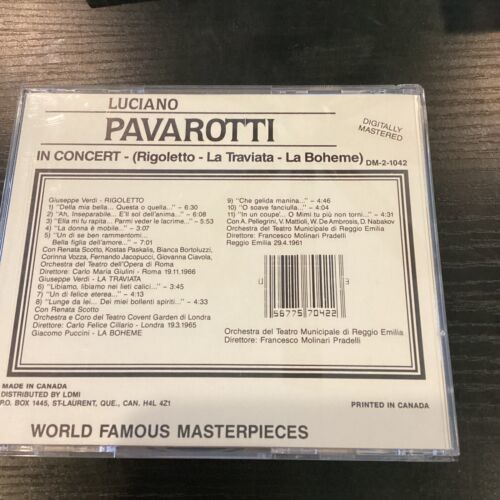 LUCIANO
PAVAROTTI
DIGITALLY
MASTERED
IN CONCERT - (Rigoletto - La Traviata - La Boheme) DM-2-1042
Giuseppe Verdi - RIGOLETTO
1) "Della mia bella... Questa o quella..." - 6:30
2) "Ah, Inseparabile... E'll sol dell'anima..." - 6:08
3) "Ella mi fu rapita... Parmi veder le lacrime..." - 5:53
4) "La donna è mobile..." - 3:07
5) "Un dì se ben rammentomi...
Bella figlia dell'amore..." - 7:01
Con Renata Scotto, Kostas Paskalis, Bianca Bortoluzzi,
Corinna Vozza, Fernando Jacopucci, Giovanna Ciavola,
Orchestra del Teatro dell'Opera di Roma
Direttore: Carlo Maria Giulini - Roma 19.11.1966
Giuseppe Verdi - LA TRAVIATA
6) "Libiamo, libiamo nei lieti calici..." - 3:45
7) "Un dì felice eterea..." - 4:13
8) "Lunge da lei... Dei miei bollenti spiriti..." - 4:33
Con Renata Scotto
Orchestra e Coro del Teatro Covent Garden di Londra
Direttore: Carlo Felice Cillario - Londra 19.3.1965
Giacomo Puccini - LA BOHEME
9) "Che gelida manina..." - 4:46
10) "O soave fanciulla..." - 4:00
11) "In un coupe'... O Mimì tu più non torni..." - 4:31
Con A. Pellegrini, V. Mattioli, W. De Ambrosis, D. Nabakov
Orchestra del Teatro Municipale di Reggio Emilia
Direttore: Francesco Molinari Pradelli
Reggio Emilia 29.4.1961
56775 70422
Orchestra del Teatro Municipale di Reggio Emilia
Direttore: Francesco Molinari Pradelli
MADE IN CANADA
DISTRIBUTED BY LDMI
P.O. BOX 1445, ST-LAURENT, QUE., CAN. H4L 4Z1
PRINTED IN CANADA
WORLD FAMOUS MASTERPIECES